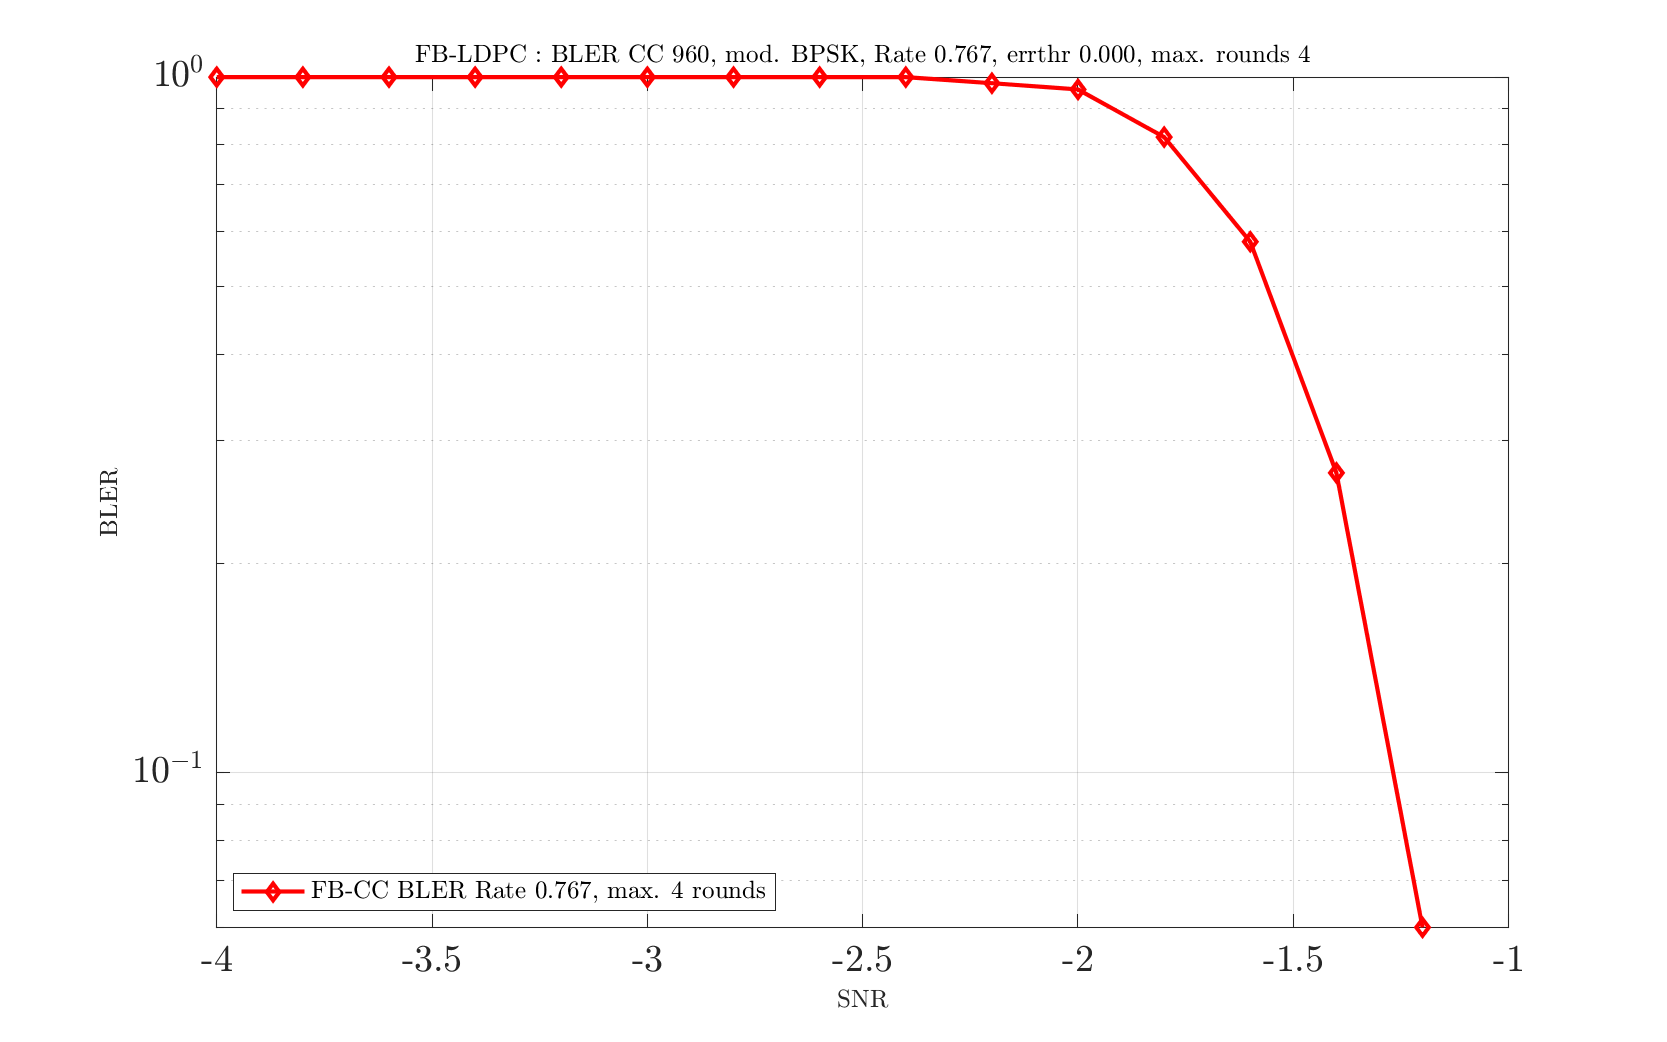 FB-LDPC : BLER CC 960, mod. BPSK, Rate 0.767, errthr 0.000, max. rounds 4
10^0
BLER
10^-1
FB-CC BLER Rate 0.767, max. 4 rounds
-4 -3.5 -3 -2.5 -2 -1.5 -1
SNR